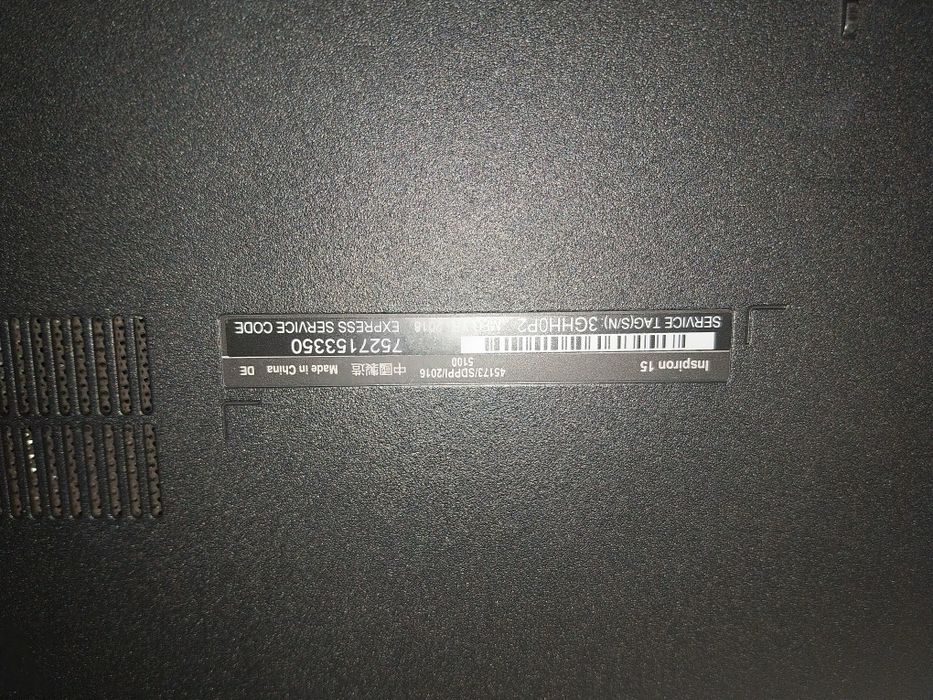 Inspiron 15 45173/SDPPI/2016 中國製造 Made in China DE
5100
7527153350
SERVICE TAG(S/N): 3GHH0P2 2018 EXPRESS SERVICE CODE